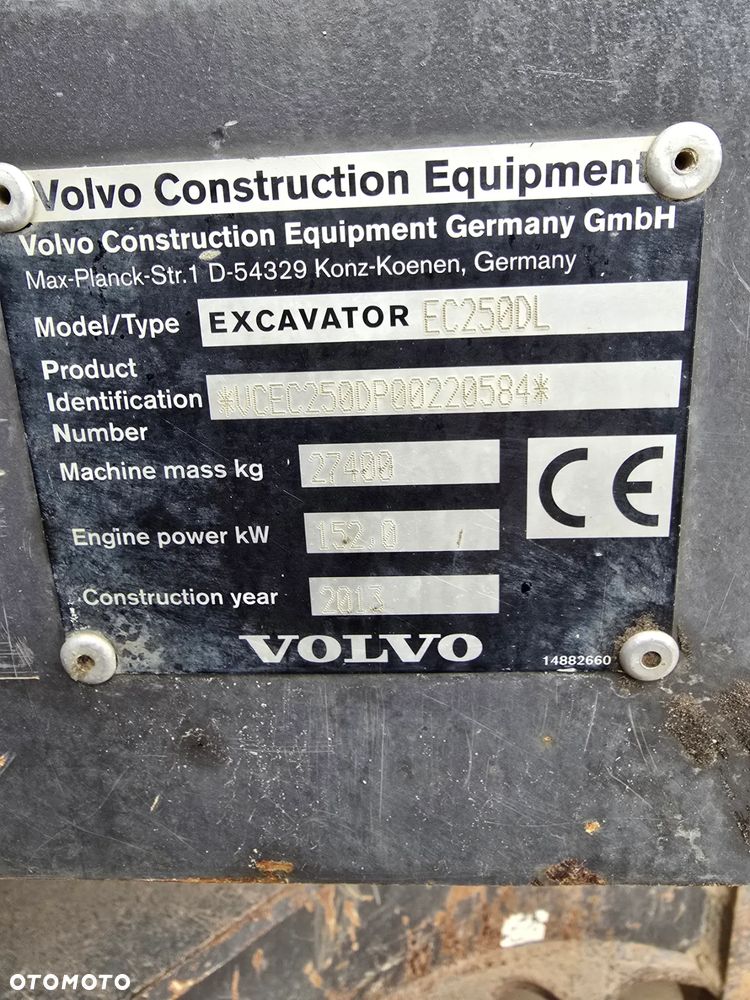 Volvo Construction Equipment
Volvo Construction Equipment Germany GmbH
Max-Planck-Str.1 D-54329 Konz-Koenen, Germany
Model/Type EXCAVATOR EC250DL
Product
Identification *VCEC250DP00220584*
Number
Machine mass kg 27400
CE
Engine power kW 152.0
Construction year 2013
VOLVO 14882660
OTOMOTO